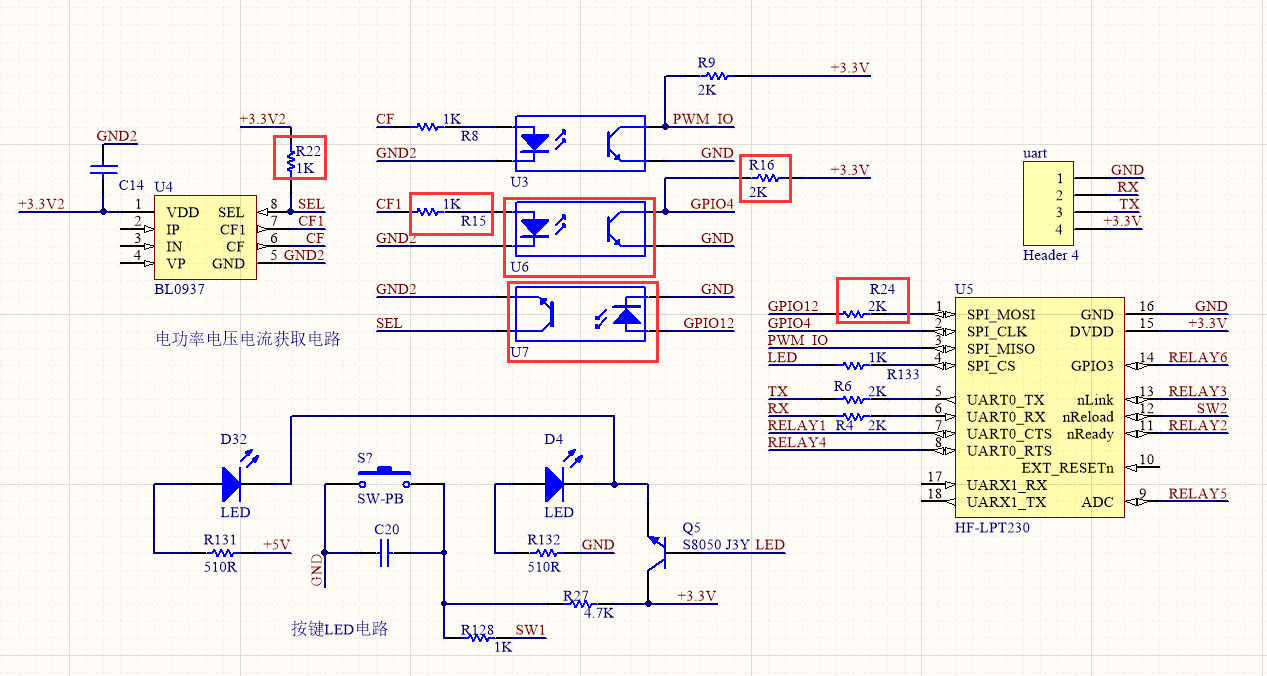 R9
+3.3V
2K
+3.3V2
CF
1K
R8
PWM_IO
GND2
R22
1K
GND2
GND
U3
R16
2K
+3.3V
C14
U4
+3.3V2
1
VDD
SEL
8
SEL
2
IP
CF1
7
CF1
3
IN
CF
6
CF
4
VP
GND
5
GND2
BL0937
CF1
1K
R15
GPIO4
GND2
GND
U6
GND2
GND
SEL
GPIO12
U7
电功率电压电流获取电路
uart
1
GND
2
RX
3
TX
4
+3.3V
Header 4
R24
2K
U5
GPIO12
1
SPI_MOSI
GND
16
GND
GPIO4
2
SPI_CLK
DVDD
15
+3.3V
PWM_IO
3
SPI_MISO
LED
1K
R133
4
SPI_CS
GPIO3
14
RELAY6
TX
R6
2K
5
UART0_TX
nLink
13
RELAY3
RX
R4
2K
6
UART0_RX
nReload
12
SW2
RELAY1
7
UART0_CTS
nReady
11
RELAY2
RELAY4
8
UART0_RTS
EXT_RESETn
10
17
UARX1_RX
18
UARX1_TX
ADC
9
RELAY5
HF-LPT230
D32
LED
R131
+5V
510R
S?
SW-PB
C20
GND
D4
LED
R132
GND
510R
Q5
S8050 J3Y
LED
R27
4.7K
+3.3V
R128
SW1
1K
按键LED电路